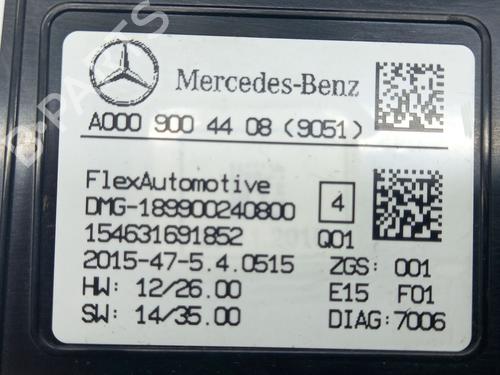 Mercedes-Benz
A000 900 44 08 (9051)
FlexAutomotive
DMG-189900240800 4
154631691852 Q01
2015-47-5.4.0515 ZGS: 001
HW: 12/26.00 E15 F01
SW: 14/35.00 DIAG:7006